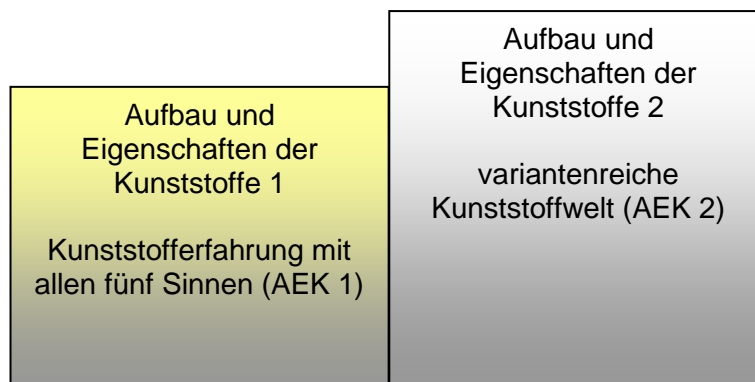 Aufbau und
Eigenschaften der
Kunststoffe 1
Kunststofferfahrung mit
allen fünf Sinnen (AEK 1)
Aufbau und
Eigenschaften der
Kunststoffe 2
variantenreiche
Kunststoffwelt (AEK 2)